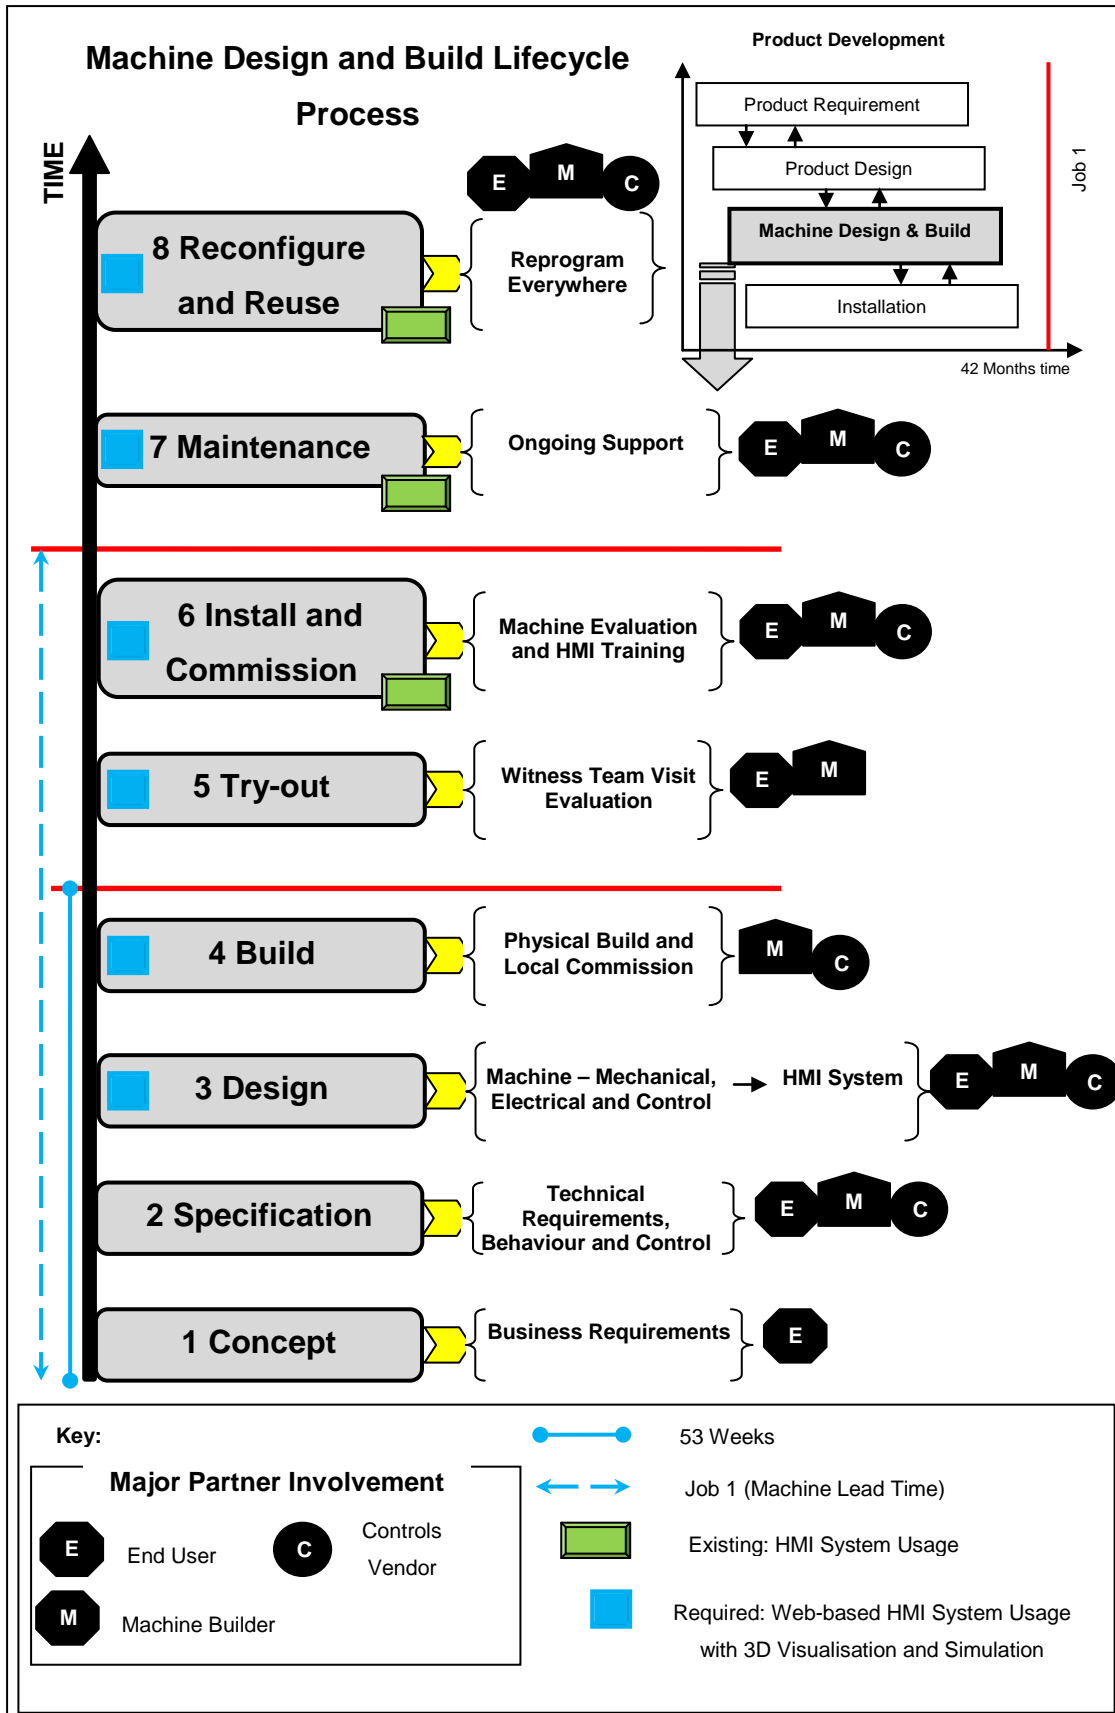 Machine Design and Build Lifecycle
Process
Product Development
Product Requirement
Product Design
Machine Design & Build
Installation
Job 1
42 Months time
TIME
E
M
C
8 Reconfigure
and Reuse
Reprogram
Everywhere
7 Maintenance
Ongoing Support
E
M
C
6 Install and
Commission
Machine Evaluation
and HMI Training
E
M
C
5 Try-out
Witness Team Visit
Evaluation
E
M
4 Build
Physical Build and
Local Commission
M
C
3 Design
Machine – Mechanical,
Electrical and Control
HMI System
E
M
C
2 Specification
Technical
Requirements,
Behaviour and Control
E
M
C
1 Concept
Business Requirements
E
Key:
Major Partner Involvement
E
End User
C
Controls
Vendor
M
Machine Builder
53 Weeks
Job 1 (Machine Lead Time)
Existing: HMI System Usage
Required: Web-based HMI System Usage
with 3D Visualisation and Simulation